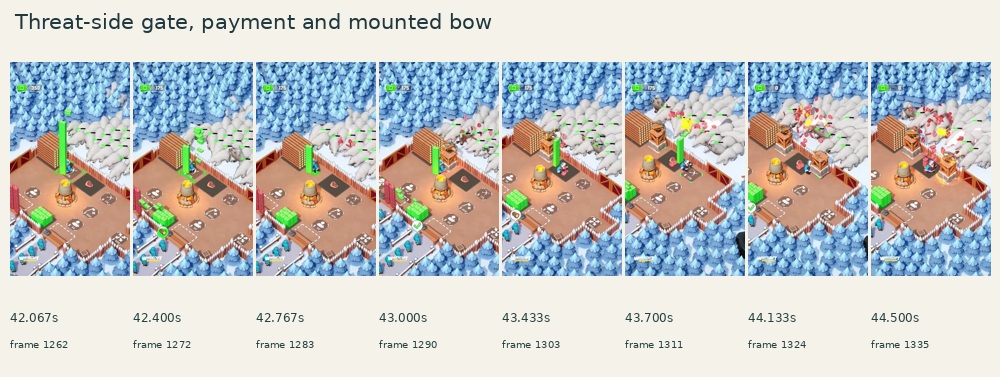 Threat-side gate, payment and mounted bow
42.067s
42.400s
42.767s
43.000s
43.433s
43.700s
44.133s
44.500s
frame 1262
frame 1272
frame 1283
frame 1290
frame 1303
frame 1311
frame 1324
frame 1335